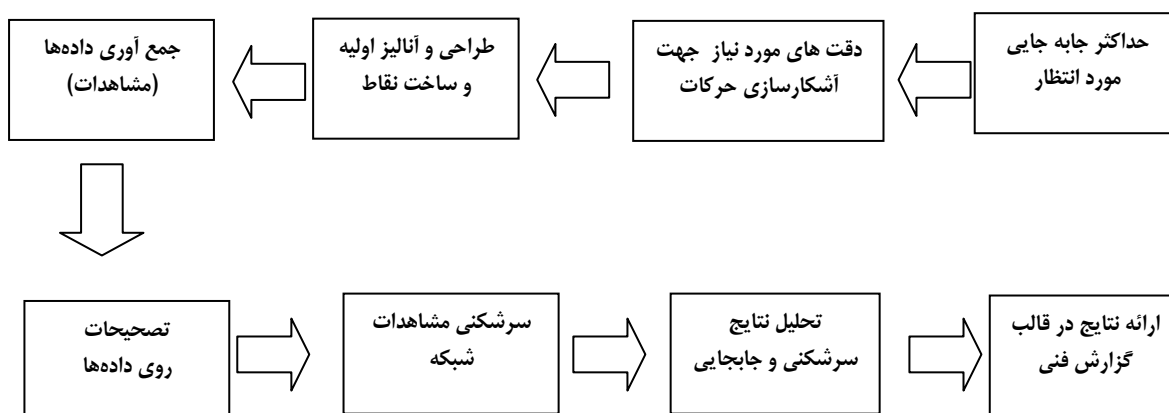 حداکثر جابه جایی
مورد انتظار
دقت های مورد نیاز جهت
آشکارسازی حرکات
طراحی و آنالیز اولیه
و ساخت نقاط
جمع آوری داده‌ها
(مشاهدات)
تصحیحات
روی داده‌ها
سرشکنی مشاهدات
شبکه
تحلیل نتایج
سرشکنی و جابجایی
ارائه نتایج در قالب
گزارش فنی